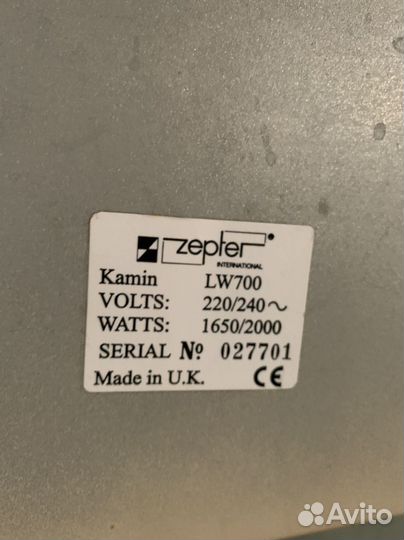 zepter
INTERNATIONAL
Kamin LW700
VOLTS: 220/240~
WATTS: 1650/2000
SERIAL № 027701
Made in U.K. CE
Avito